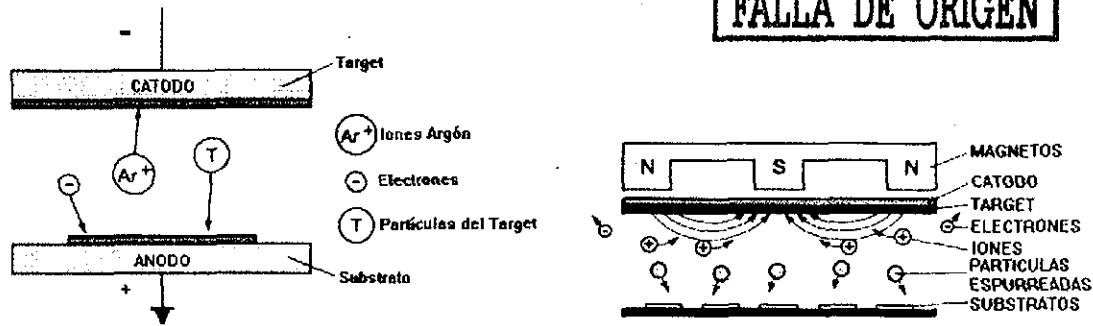 FALLA DE ORIGEN
-
Target
CATODO
Ar+ Iones Argón
T
Ar+
- Electrones
-
T Partículas del Target
ANODO
Substrato
+
N S N
MAGNETOS
CATODO
TARGET
- ELECTRONES
-
+ + + +
IONES
PARTICULAS
ESPURREADAS
SUBSTRATOS